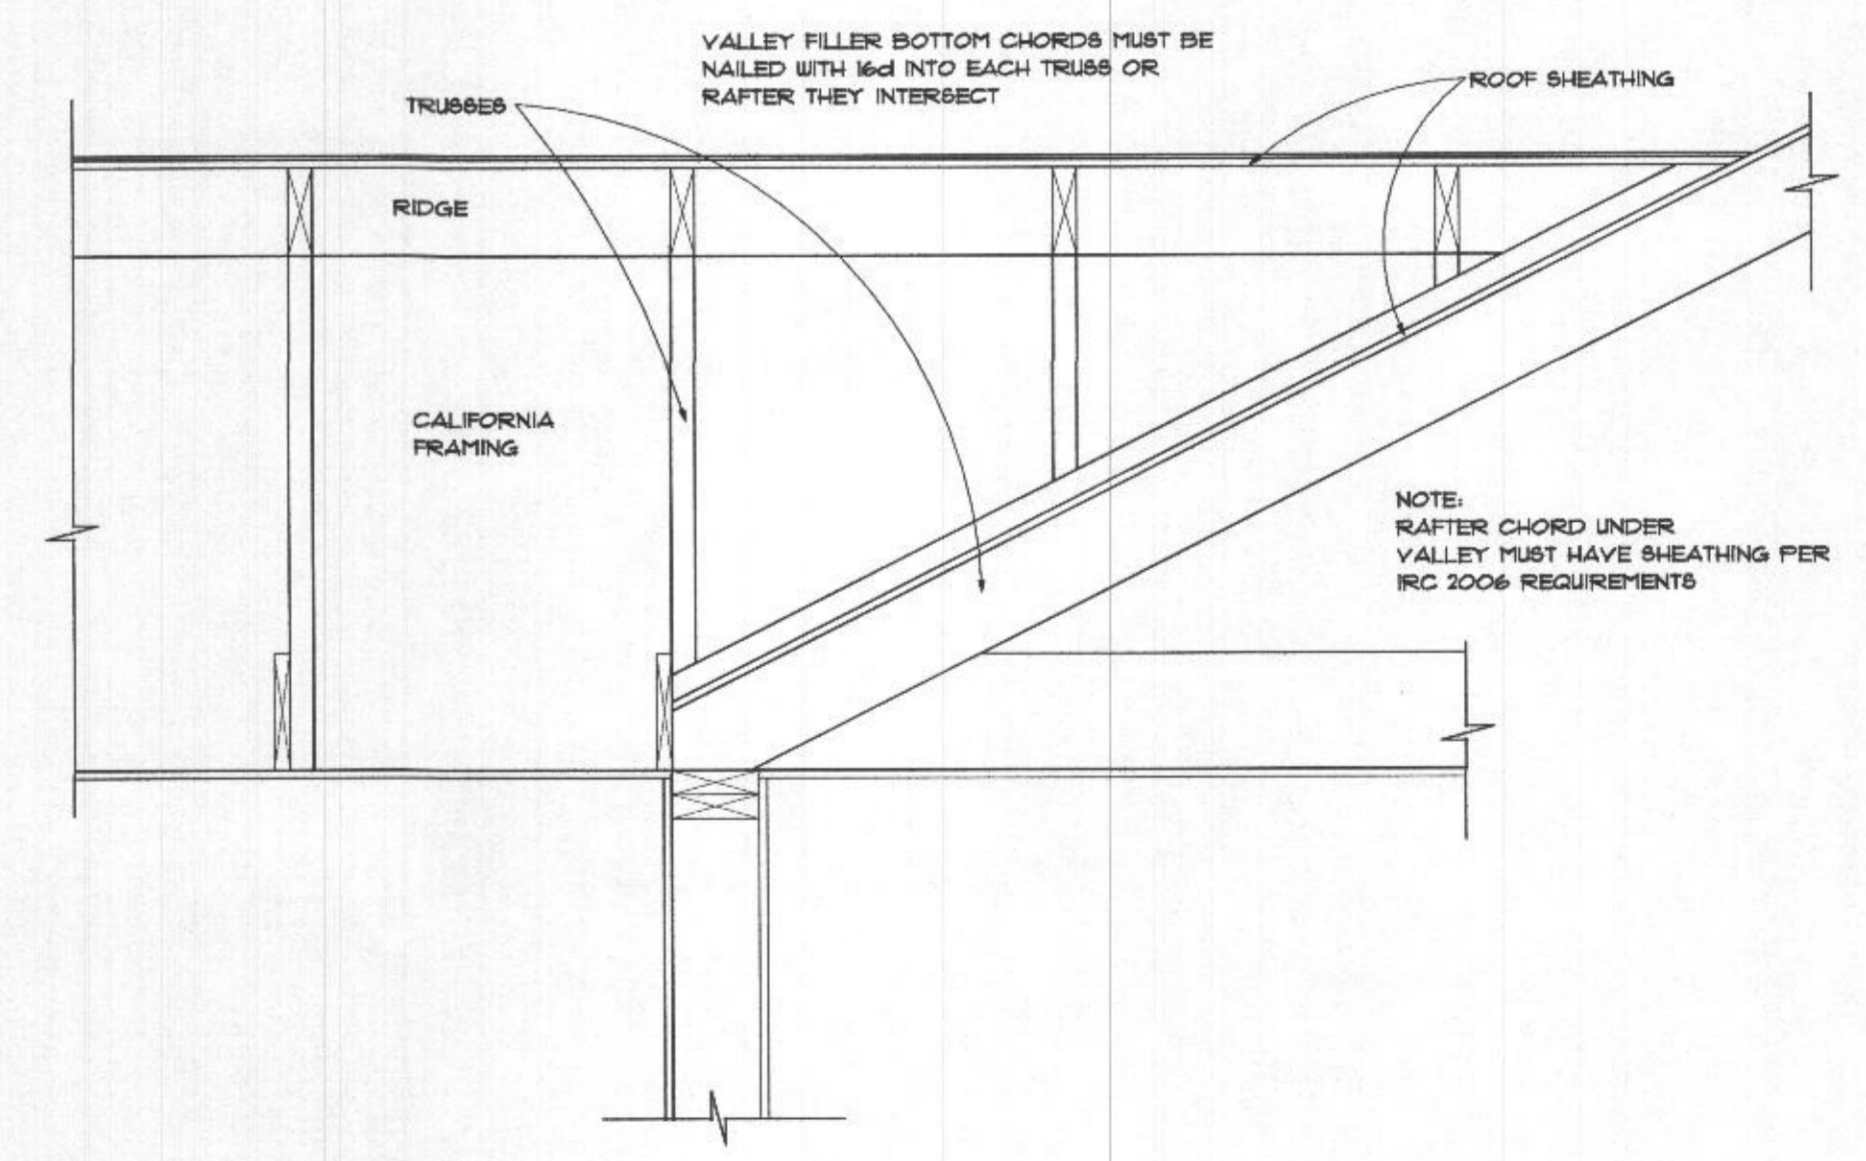 VALLEY FILLER BOTTOM CHORDS MUST BE
NAILED WITH 16d INTO EACH TRUSS OR
RAFTER THEY INTERSECT
TRUSSES
ROOF SHEATHING
RIDGE
CALIFORNIA
FRAMING
NOTE:
RAFTER CHORD UNDER
VALLEY MUST HAVE SHEATHING PER
IRC 2006 REQUIREMENTS